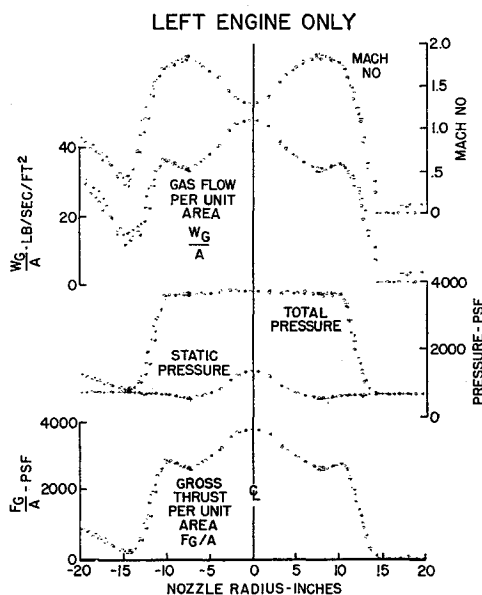 LEFT ENGINE ONLY
MACH
NO
2.0
1.5
1.0
.5
0
MACH NO
40
20
0
WG/A - LB/SEC/FT2
GAS FLOW
PER UNIT
AREA
WG
A
4000
2000
0
PRESSURE-PSF
TOTAL
PRESSURE
STATIC
PRESSURE
4000
2000
0
FG/A - PSF
GROSS
THRUST
PER UNIT
AREA
FG/A
℄
-20 -15 -10 -5 0 5 10 15 20
NOZZLE RADIUS-INCHES